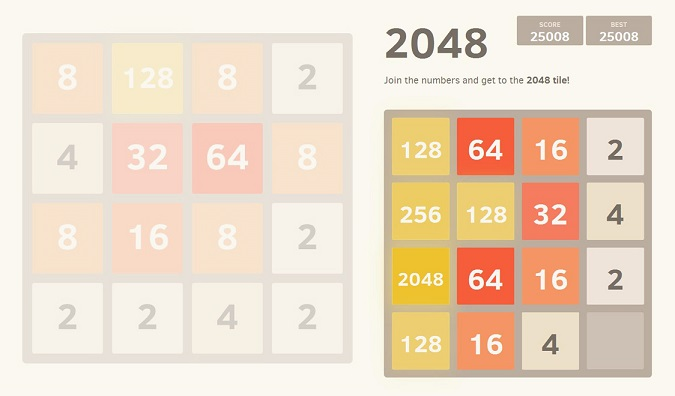 8 128 8 2
4 32 64 8
8 16 8 2
2 2 4 2
2048
SCORE
25008
BEST
25008
Join the numbers and get to the 2048 tile!
128 64 16 2
256 128 32 4
2048 64 16 2
128 16 4